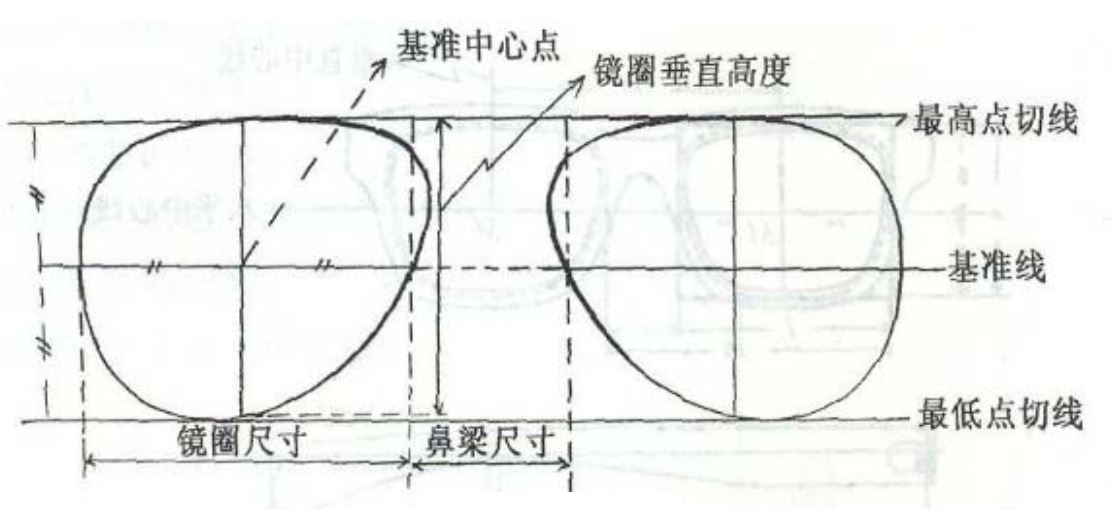 基准中心点
镜圈垂直高度
最高点切线
基准线
最低点切线
镜圈尺寸
鼻梁尺寸